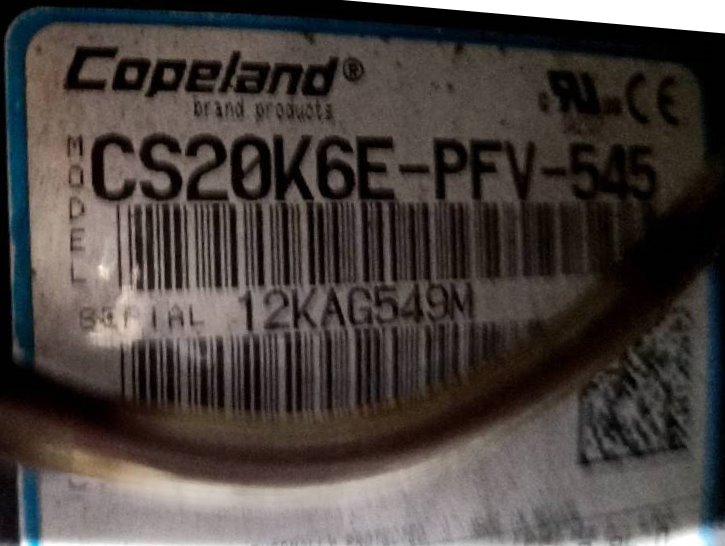 Copeland®
brand products
CE
MODEL CS20K6E-PFV-545
SERIAL 12KAG549M